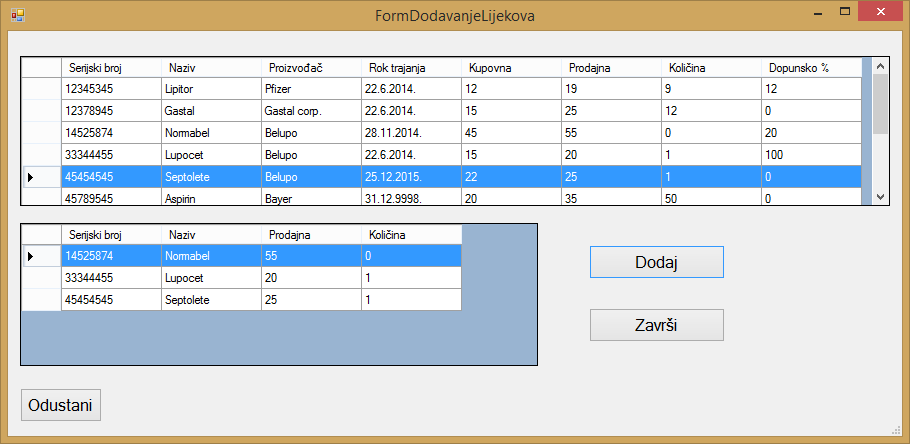 FormDodavanjeLijekova
Serijski broj Naziv Proizvođač Rok trajanja Kupovna Prodajna Količina Dopunsko %
12345345 Lipitor Pfizer 22.6.2014. 12 19 9 12
12378945 Gastal Gastal corp. 22.6.2014. 15 25 12 0
14525874 Normabel Belupo 28.11.2014. 45 55 0 20
33344455 Lupocet Belupo 22.6.2014. 15 20 1 100
45454545 Septolete Belupo 25.12.2015. 22 25 1 0
45789545 Aspirin Bayer 31.12.9998. 20 35 50 0
Serijski broj Naziv Prodajna Količina
14525874 Normabel 55 0
33344455 Lupocet 20 1
45454545 Septolete 25 1
Dodaj
Završi
Odustani